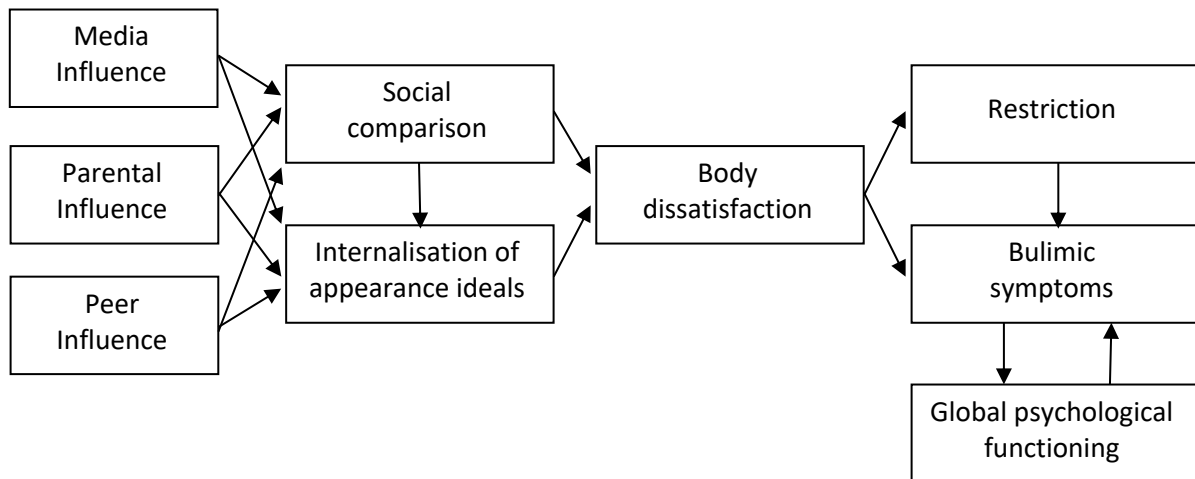 Media
Influence
Parental
Influence
Peer
Influence
Social
comparison
Internalisation of
appearance ideals
Body
dissatisfaction
Restriction
Bulimic
symptoms
Global psychological
functioning